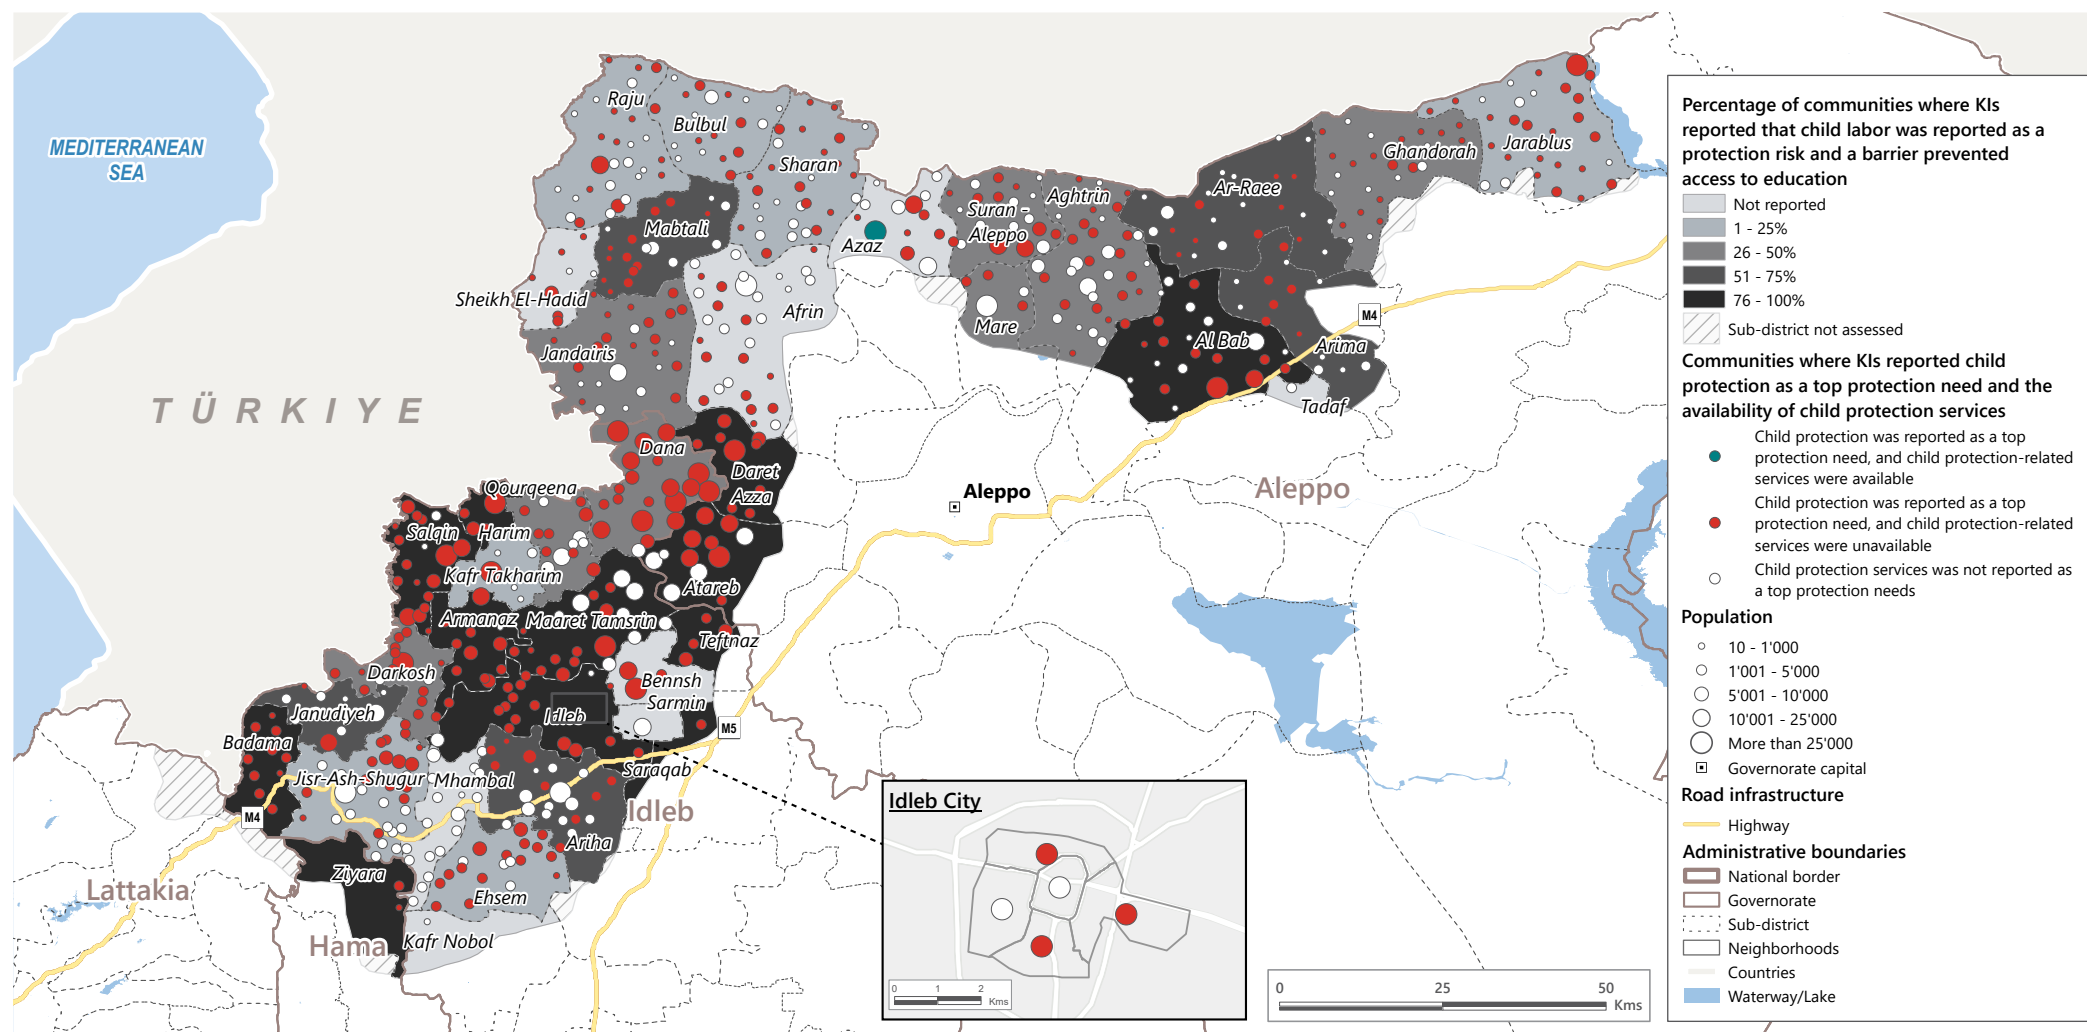 MEDITERRANEAN
SEA
TÜRKIYE
Raju
Bulbul
Sharan
Mabtali
Sheikh El-Hadid
Jandairis
Afrin
Azaz
Suran -
Aleppo
Aghtrin
Mare
Ar-Raee
Ghandorah
Jarablus
Al Bab
Arima
Tadaf
M4
Dana
Daret
Azza
Qourqeena
Salqin
Harim
Kafr Takharim
Atareb
Armanaz
Maaret Tamsrin
Teftnaz
Darkosh
Bennsh
Sarmin
Janudiyeh
Idleb
Badama
M5
Jisr-Ash-Shugur
Mhambal
Saraqab
M4
Idleb
Ariha
Ziyara
Ehsem
Kafr Nobol
Lattakia
Hama
Aleppo
Aleppo
Idleb City
0 1 2
Kms
0 25 50
Kms
Percentage of communities where KIs
reported that child labor was reported as a
protection risk and a barrier prevented
access to education
Not reported
1 - 25%
26 - 50%
51 - 75%
76 - 100%
Sub-district not assessed
Communities where KIs reported child
protection as a top protection need and the
availability of child protection services
Child protection was reported as a top
protection need, and child protection-related
services were available
Child protection was reported as a top
protection need, and child protection-related
services were unavailable
Child protection services was not reported as
a top protection needs
Population
10 - 1'000
1'001 - 5'000
5'001 - 10'000
10'001 - 25'000
More than 25'000
Governorate capital
Road infrastructure
Highway
Administrative boundaries
National border
Governorate
Sub-district
Neighborhoods
Countries
Waterway/Lake